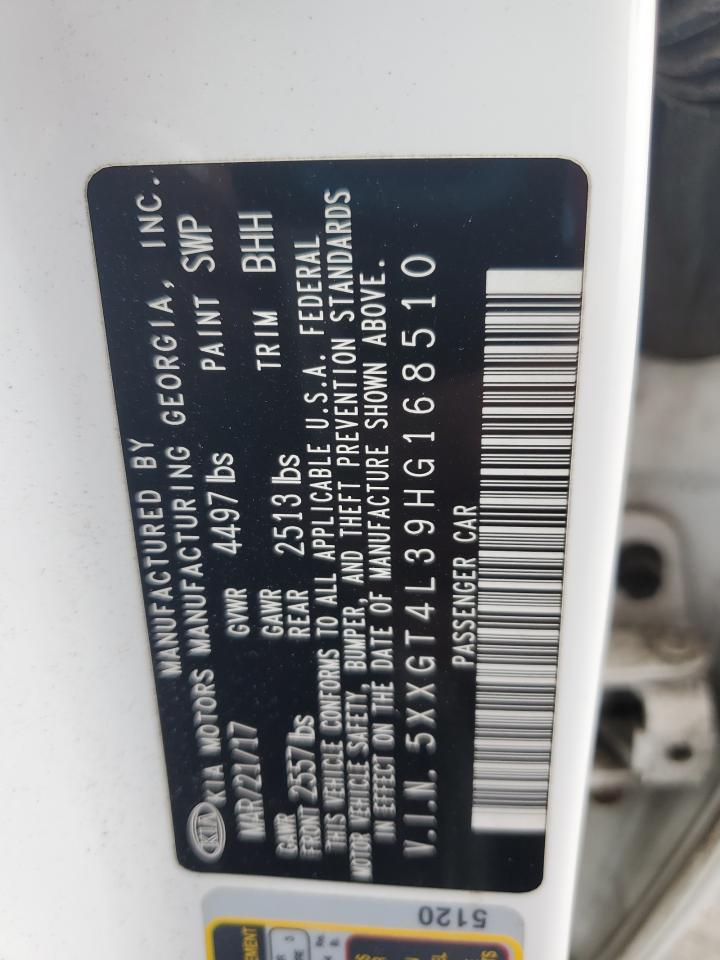 MANUFACTURED BY
KIA KIA MOTORS MANUFACTURING GEORGIA, INC.
MAR/21/17 GVWR 4497 lbs PAINT SWP
GAWR FRONT 2557 lbs GAWR REAR 2513 lbs TRIM BHH
THIS VEHICLE CONFORMS TO ALL APPLICABLE U.S.A. FEDERAL
MOTOR VEHICLE SAFETY, BUMPER, AND THEFT PREVENTION STANDARDS
IN EFFECT ON THE DATE OF MANUFACTURE SHOWN ABOVE.
V.I.N. 5XXGT4L39HG168510
PASSENGER CAR
5120